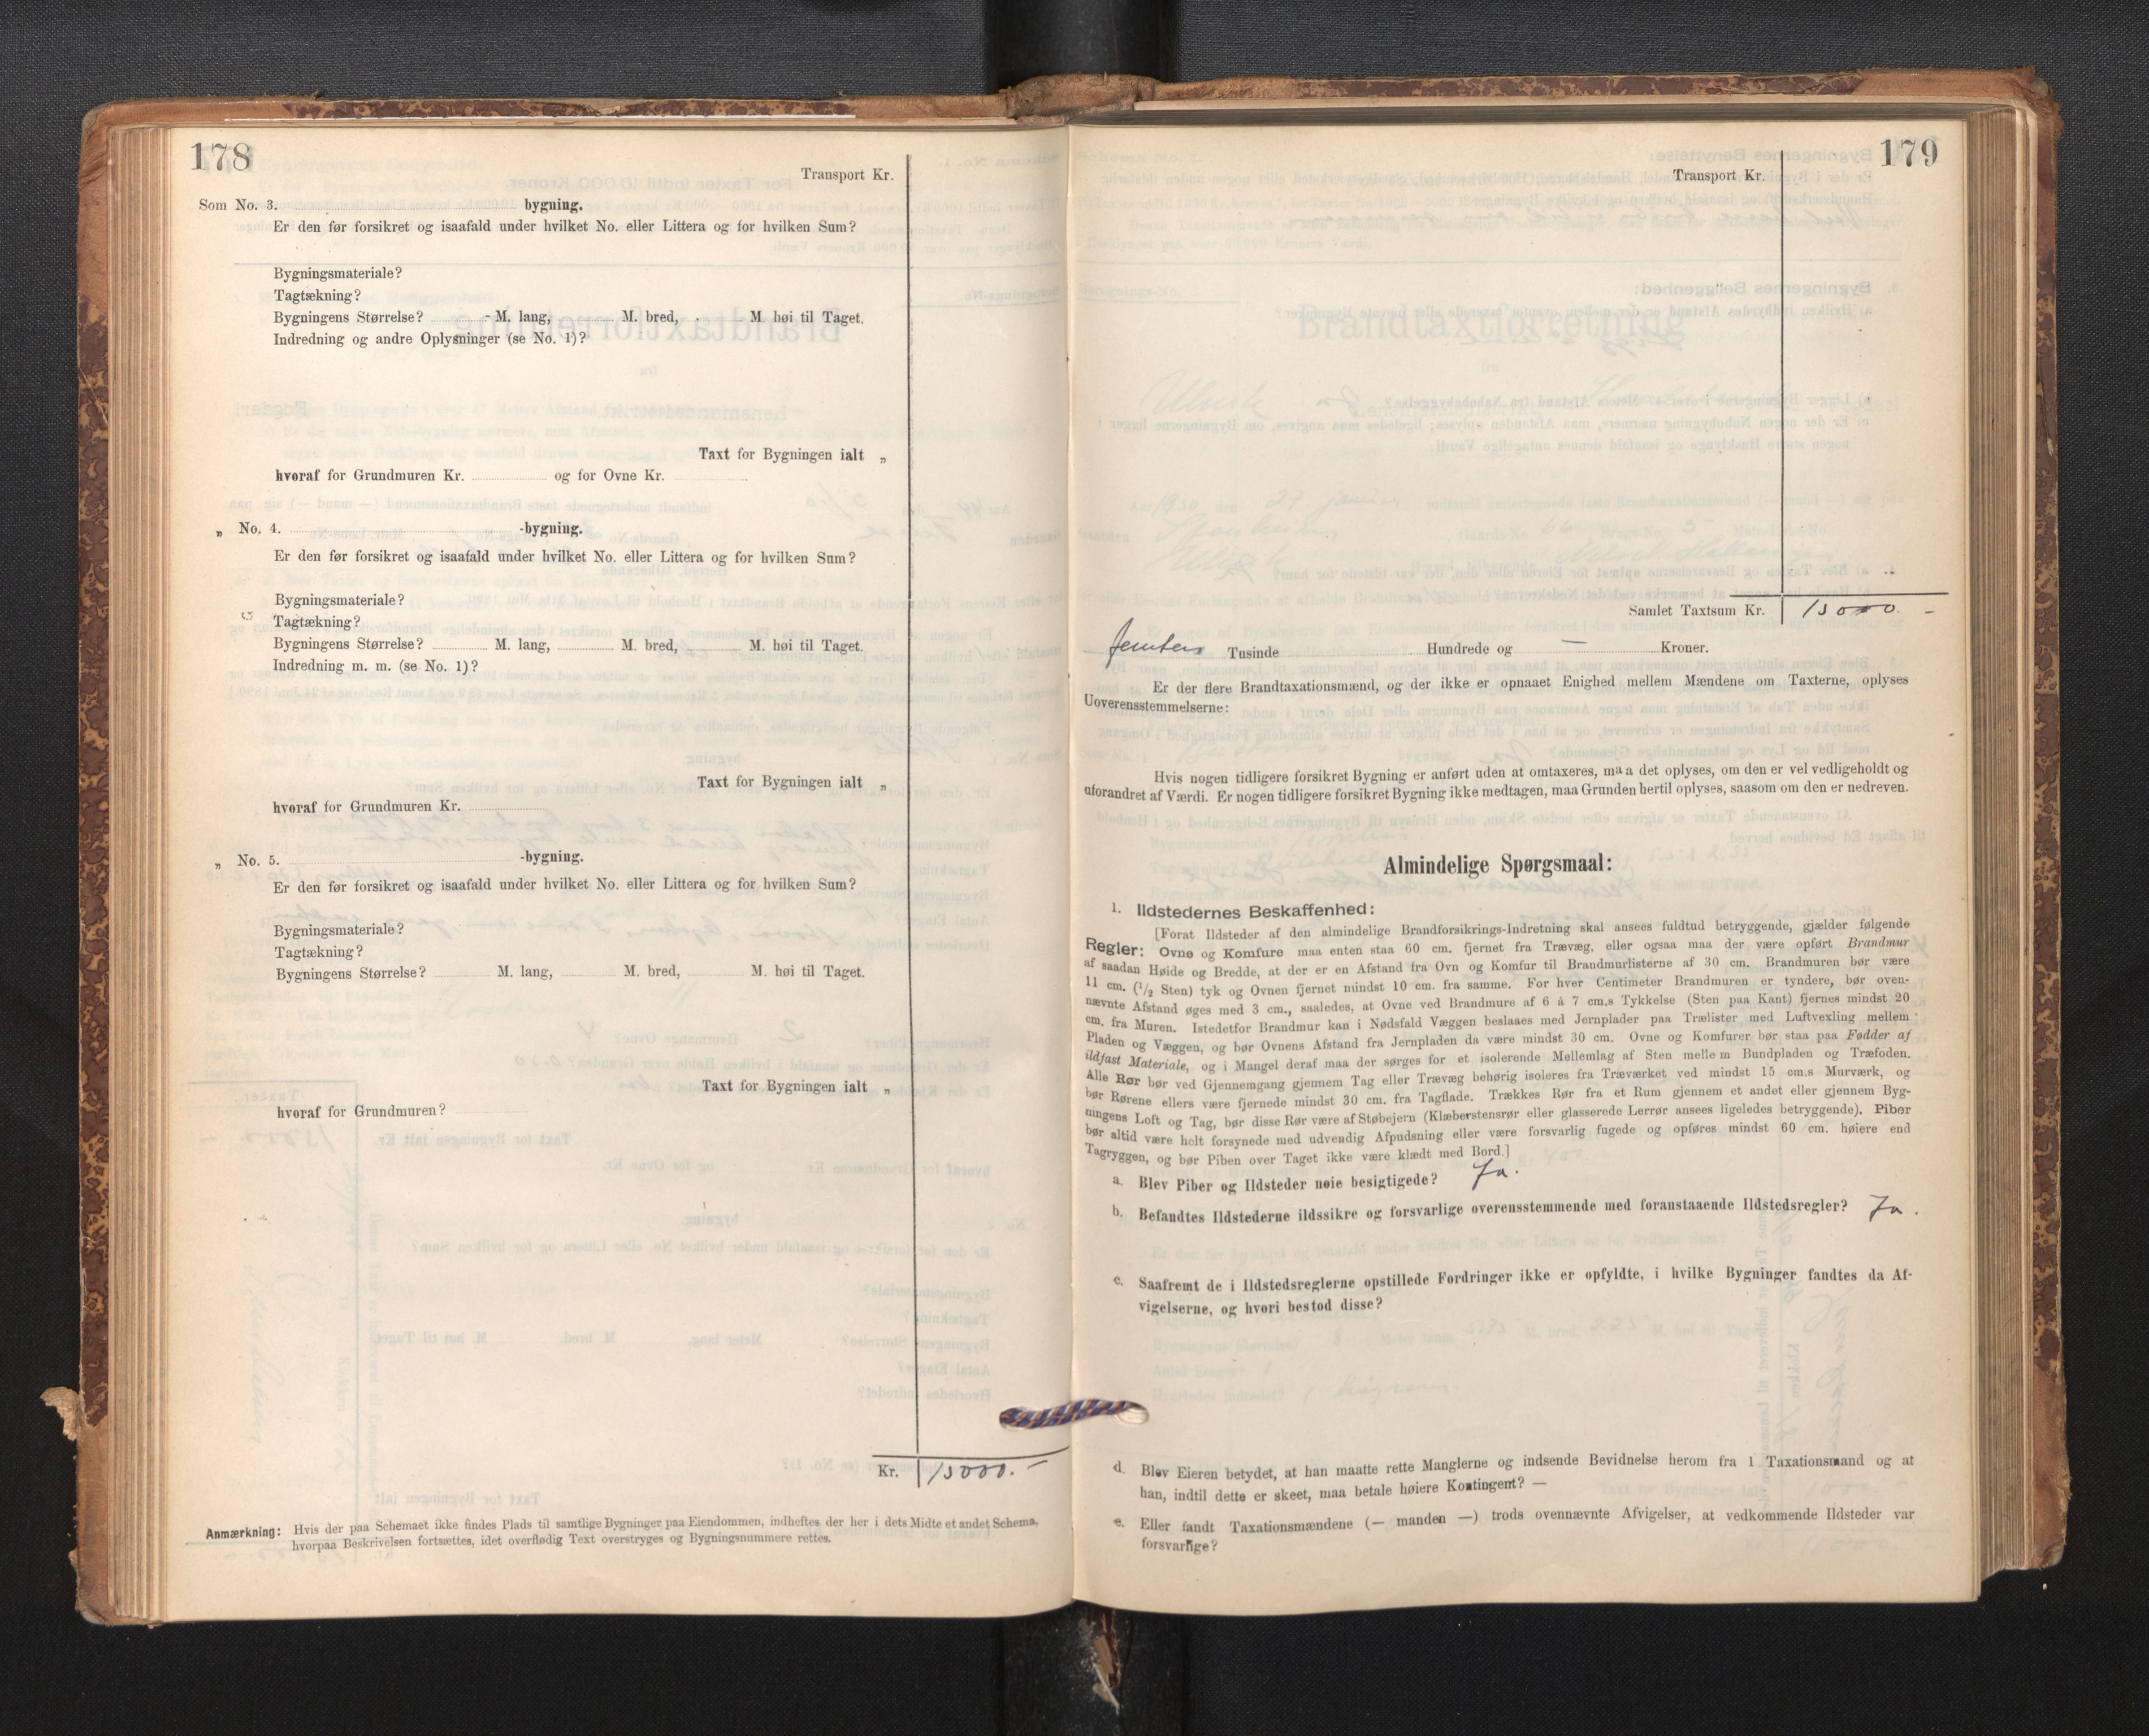 178
Transport Kr.
Som No. 3. bygning.
Er den før forsikret og isaafald under hvilket No. eller Littera og for hvilken Sum?
Bygningsmateriale?
Tagtækning?
Bygningens Størrelse? M. lang, M. bred, M. høi til Taget.
Indredning og andre Oplysninger (se No. 1)?
Taxt for Bygningen ialt „
hvoraf for Grundmuren Kr. og for Ovne Kr.
„ No. 4. -bygning.
Er den før forsikret og isaafald under hvilket No. eller Littera og for hvilken Sum?
Bygningsmateriale?
Tagtækning?
Bygningens Størrelse? M. lang, M. bred, M. høi til Taget.
Indredning m. m. (se No. 1)?
Taxt for Bygningen ialt „
hvoraf for Grundmuren Kr.
„ No. 5. -bygning.
Er den før forsikret og isaafald under hvilket No. eller Littera og for hvilken Sum?
Bygningsmateriale?
Tagtækning?
Bygningens Størrelse? M. lang, M. bred, M. høi til Taget.
Taxt for Bygningen ialt „
hvoraf for Grundmuren?
Kr. 15000.–
Anmærkning: Hvis der paa Schemaet ikke findes Plads til samtlige Bygninger paa Eiendommen, indheftes der her i dets Midte et andet Schema,
hvorpaa Beskrivelsen fortsættes, idet overflødig Text overstryges og Bygningsnummere rettes.
179
Transport Kr.
Samlet Taxtsum Kr. 15000. –
femten Tusinde Hundrede og — Kroner.
Er der flere Brandtaxationsmænd, og der ikke er opnaaet Enighed mellem Mændene om Taxterne, oplyses
Uoverensstemmelserne:
Hvis nogen tidligere forsikret Bygning er anført uden at omtaxeres, maa det oplyses, om den er vel vedligeholdt og
uforandret af Værdi. Er nogen tidligere forsikret Bygning ikke medtagen, maa Grunden hertil oplyses, saasom om den er nedreven.
Almindelige Spørgsmaal:
1. Ildstedernes Beskaffenhed:
[Forat Ildsteder af den almindelige Brandforsikrings-Indretning skal ansees fuldtud betryggende, gjælder følgende
Regler: Ovne og Komfure maa enten staa 60 cm. fjernet fra Trævæg, eller ogsaa maa der være opført Brandmur
af saadan Høide og Bredde, at der er en Afstand fra Ovn og Komfur til Brandmurlisterne af 30 cm. Brandmuren bør være
11 cm. (1/2 Sten) tyk og Ovnen fjernet mindst 10 cm. fra samme. For hver Centimeter Brandmuren er tyndere, bør oven-
nævnte Afstand øges med 3 cm., saaledes, at Ovne ved Brandmure af 6 à 7 cm.s Tykkelse (Sten paa Kant) fjernes mindst 20
cm. fra Muren. Istedetfor Brandmur kan i Nødsfald Væggen beslaaes med Jernplader paa Trælister med Luftvexling mellem
Pladen og Væggen, og bør Ovnens Afstand fra Jernpladen da være mindst 30 cm. Ovne og Komfurer bør staa paa Fødder af
ildfast Materiale, og i Mangel deraf maa der sørges for et isolerende Mellemlag af Sten mellem Bundpladen og Træfoden.
Alle Rør bør ved Gjennemgang gjennem Tag eller Trævæg behørig isoleres fra Træværket ved mindst 15 cm.s Murværk, og
bør Rørene ellers være fjernede mindst 30 cm. fra Tagflade. Trækkes Rør fra et Rum gjennem et andet eller gjennem Byg-
ningens Loft og Tag, bør disse Rør være af Støbejern (Klæberstensrør eller glasserede Lerrør ansees ligeledes betryggende). Piber
bør altid være helt forsynede med udvendig Afpudsning eller være forsvarlig fugede og opføres mindst 60 cm. høiere end
Tagryggen, og bør Piben over Taget ikke være klædt med Bord.]
a. Blev Piber og Ildsteder nøie besigtigede? Ja.
b. Befandtes Ildstederne ildssikre og forsvarlige overensstemmende med foranstaaende Ildstedsregler? Ja.
c. Saafremt de i Ildstedsreglerne opstillede Fordringer ikke er opfyldte, i hvilke Bygninger fandtes da Af-
vigelserne, og hvori bestod disse?
d. Blev Eieren betydet, at han maatte rette Manglerne og indsende Bevidnelse herom fra 1 Taxationsmand og at
han, indtil dette er skeet, maa betale høiere Kontingent? —
e. Eller fandt Taxationsmændene (— manden —) trods ovennævnte Afvigelser, at vedkommende Ildsteder var
forsvarlige?